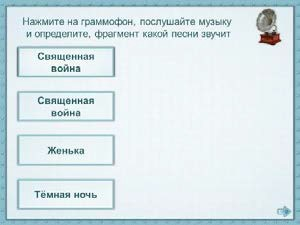 Нажмите на граммофон, послушайте музыку
и определите, фрагмент какой песни звучит
Священная
война
Священная
война
Женька
Тёмная ночь